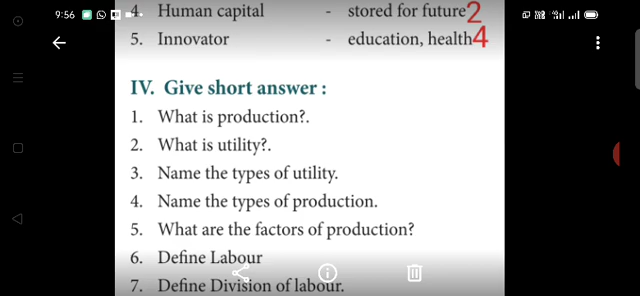 9:56
4. Human capital - stored for future 2
5. Innovator - education, health 4
IV. Give short answer :
1. What is production?.
2. What is utility?.
3. Name the types of utility.
4. Name the types of production.
5. What are the factors of production?
6. Define Labour
7. Define Division of labour.